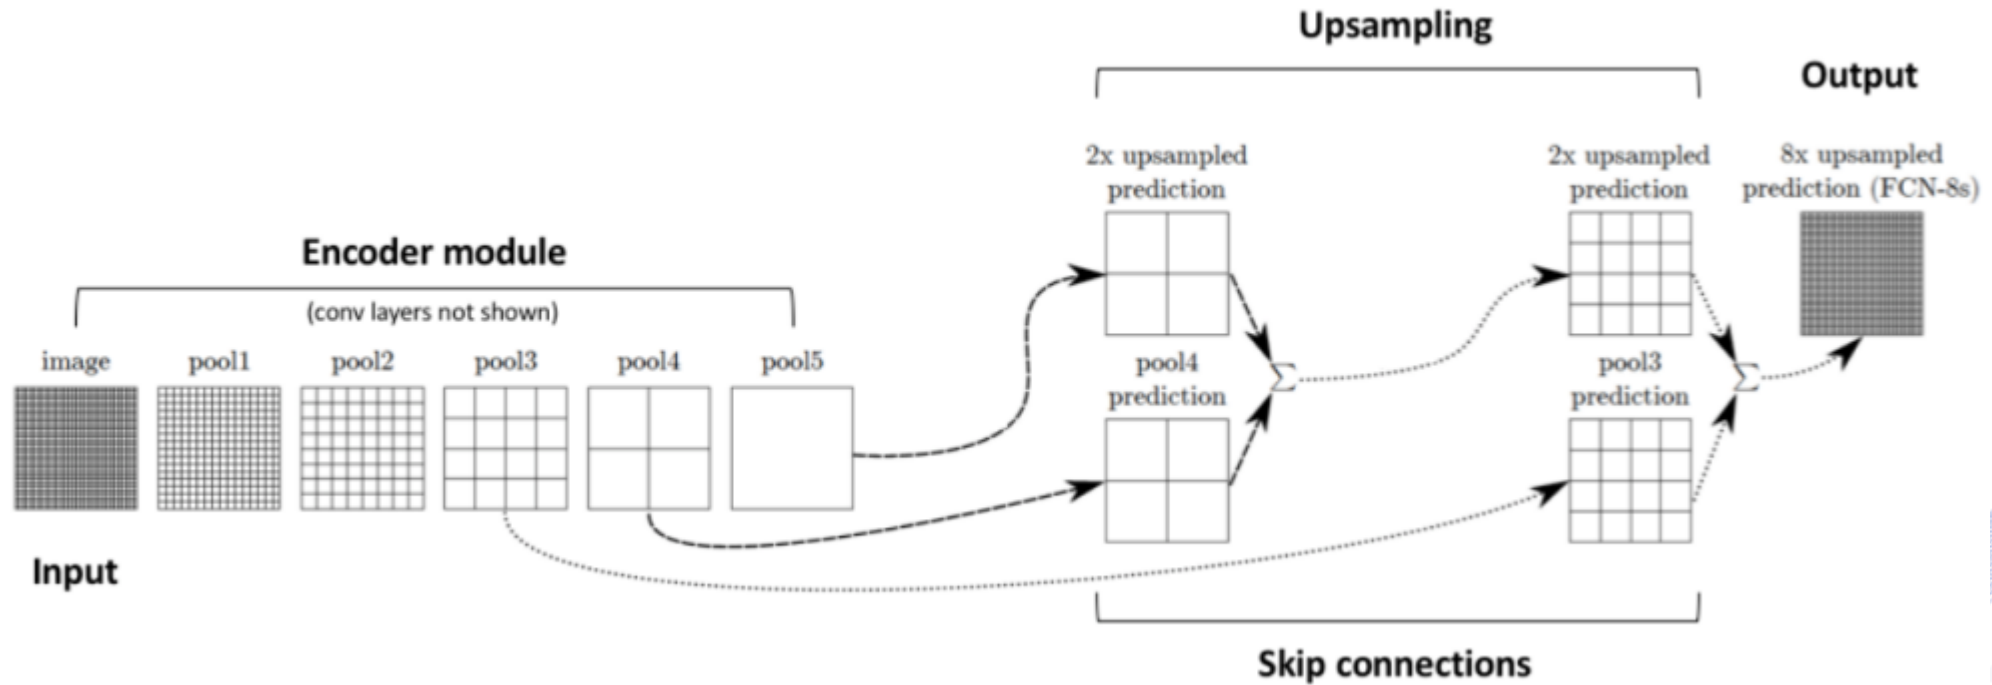 Upsampling
Output
2x upsampled
prediction
2x upsampled
prediction
8x upsampled
prediction (FCN-8s)
Encoder module
(conv layers not shown)
image
pool1
pool2
pool3
pool4
pool5
pool4
prediction
Σ
pool3
prediction
Σ
Input
Skip connections